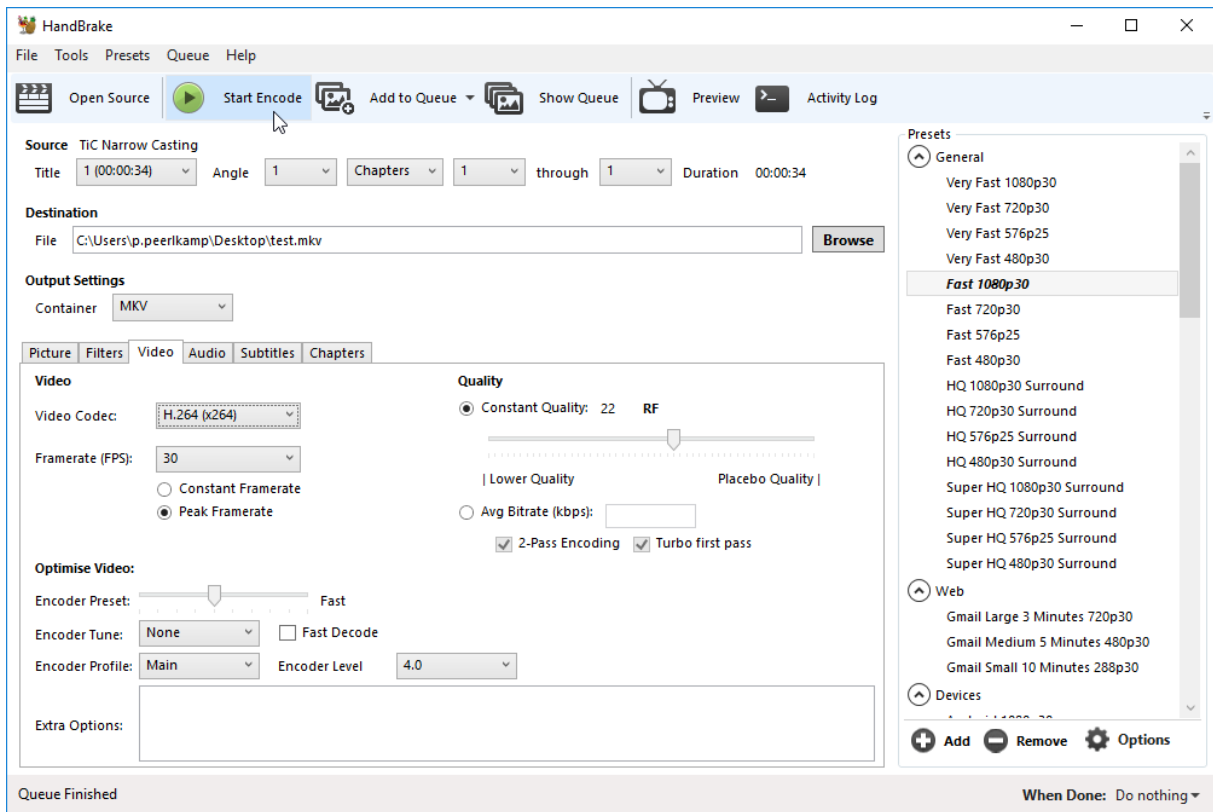 HandBrake
File Tools Presets Queue Help
Open Source Start Encode Add to Queue Show Queue Preview Activity Log
Source TiC Narrow Casting
Title 1 (00:00:34) Angle 1 Chapters 1 through 1 Duration 00:00:34
Destination
File C:\Users\p.peerlkamp\Desktop\test.mkv Browse
Output Settings
Container MKV
Picture Filters Video Audio Subtitles Chapters
Video
Video Codec: H.264 (x264)
Framerate (FPS): 30
Constant Framerate
Peak Framerate
Quality
Constant Quality: 22 RF
| Lower Quality Placebo Quality |
Avg Bitrate (kbps):
2-Pass Encoding Turbo first pass
Optimise Video:
Encoder Preset: Fast
Encoder Tune: None Fast Decode
Encoder Profile: Main Encoder Level 4.0
Extra Options:
Presets
General
Very Fast 1080p30
Very Fast 720p30
Very Fast 576p25
Very Fast 480p30
Fast 1080p30
Fast 720p30
Fast 576p25
Fast 480p30
HQ 1080p30 Surround
HQ 720p30 Surround
HQ 576p25 Surround
HQ 480p30 Surround
Super HQ 1080p30 Surround
Super HQ 720p30 Surround
Super HQ 576p25 Surround
Super HQ 480p30 Surround
Web
Gmail Large 3 Minutes 720p30
Gmail Medium 5 Minutes 480p30
Gmail Small 10 Minutes 288p30
Devices
Add Remove Options
Queue Finished When Done: Do nothing